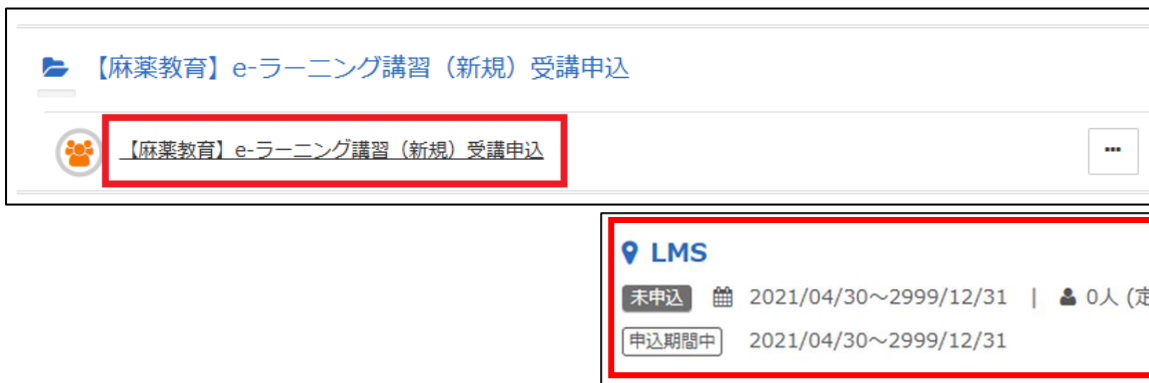 【麻薬教育】e-ラーニング講習（新規）受講申込
【麻薬教育】e-ラーニング講習（新規）受講申込
LMS
未申込 2021/04/30～2999/12/31 | 0人 (定
申込期間中 2021/04/30～2999/12/31